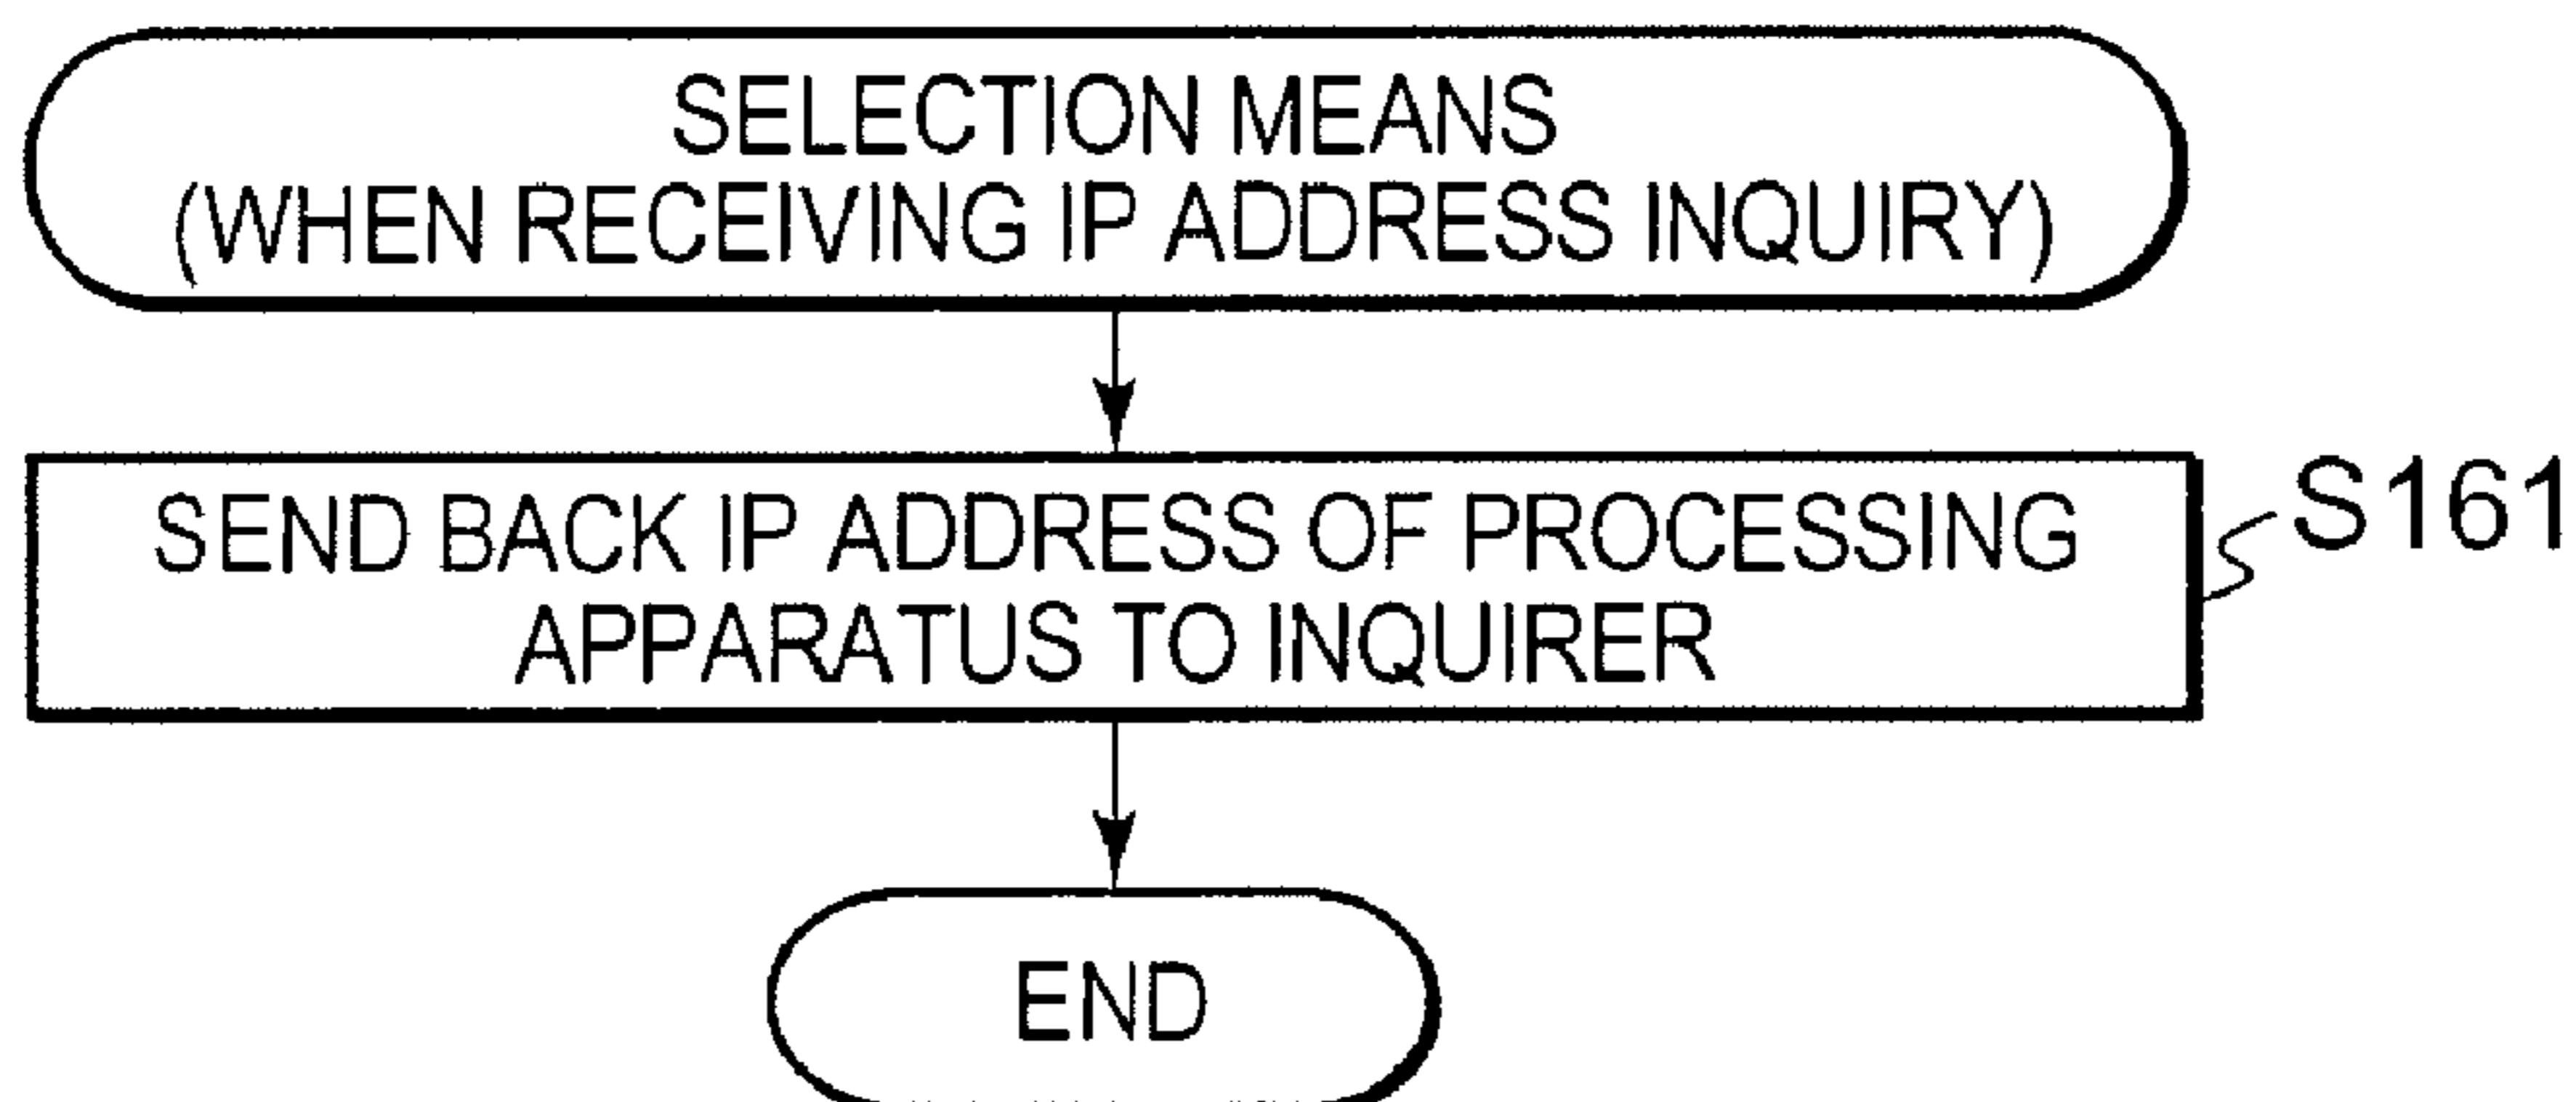 SELECTION MEANS
(WHEN RECEIVING IP ADDRESS INQUIRY)
SEND BACK IP ADDRESS OF PROCESSING
APPARATUS TO INQUIRER
S161
END